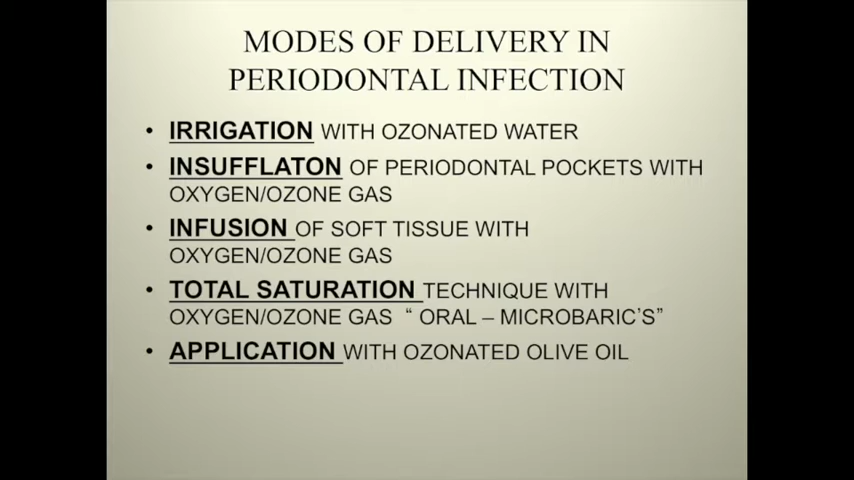 MODES OF DELIVERY IN
PERIODONTAL INFECTION
• IRRIGATION WITH OZONATED WATER
• INSUFFLATON OF PERIODONTAL POCKETS WITH
OXYGEN/OZONE GAS
• INFUSION OF SOFT TISSUE WITH
OXYGEN/OZONE GAS
• TOTAL SATURATION TECHNIQUE WITH
OXYGEN/OZONE GAS “ ORAL – MICROBARIC’S”
• APPLICATION WITH OZONATED OLIVE OIL